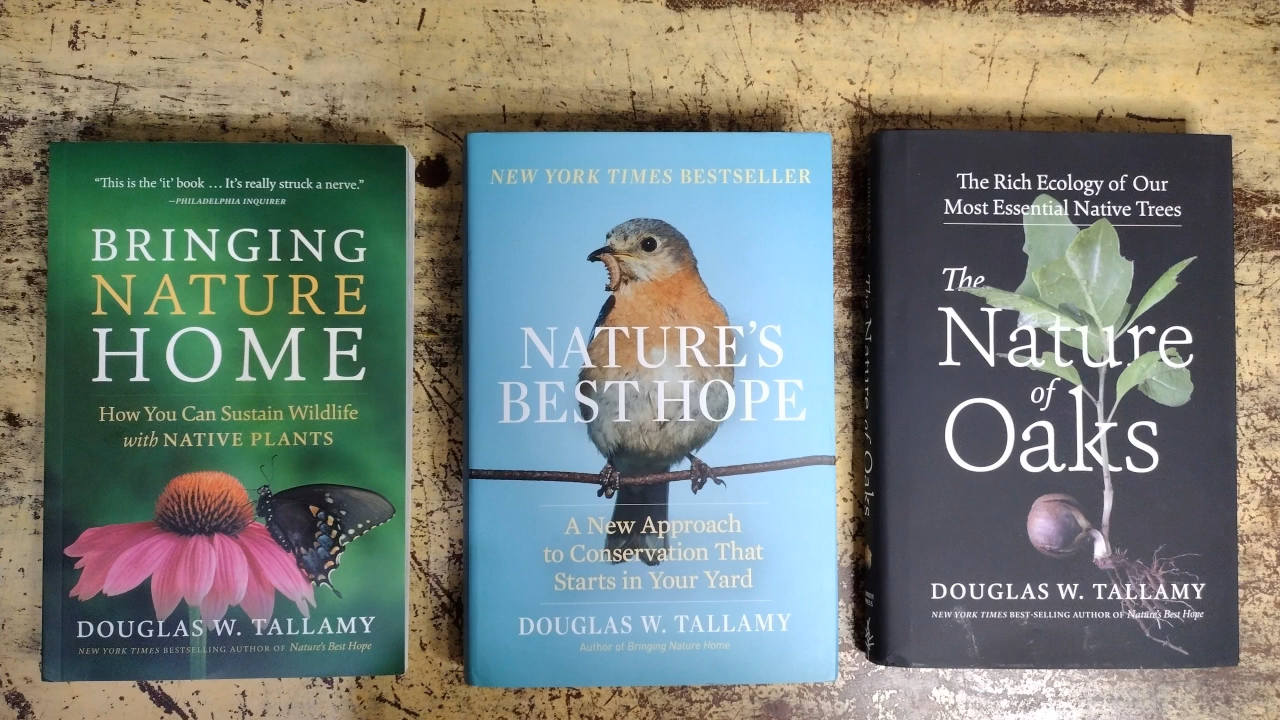 “This is the ‘it’ book ... It’s really struck a nerve.”
—PHILADELPHIA INQUIRER
BRINGING
NATURE
HOME
How You Can Sustain Wildlife
with NATIVE PLANTS
DOUGLAS W. TALLAMY
NEW YORK TIMES BESTSELLING AUTHOR OF Nature’s Best Hope
NEW YORK TIMES BESTSELLER
NATURE’S
BEST HOPE
A New Approach
to Conservation That
Starts in Your Yard
DOUGLAS W. TALLAMY
Author of Bringing Nature Home
The Nature of Oaks
The Rich Ecology of Our
Most Essential Native Trees
The
Nature
of
Oaks
DOUGLAS W. TALLAMY
NEW YORK TIMES BEST-SELLING AUTHOR OF Nature’s Best Hope